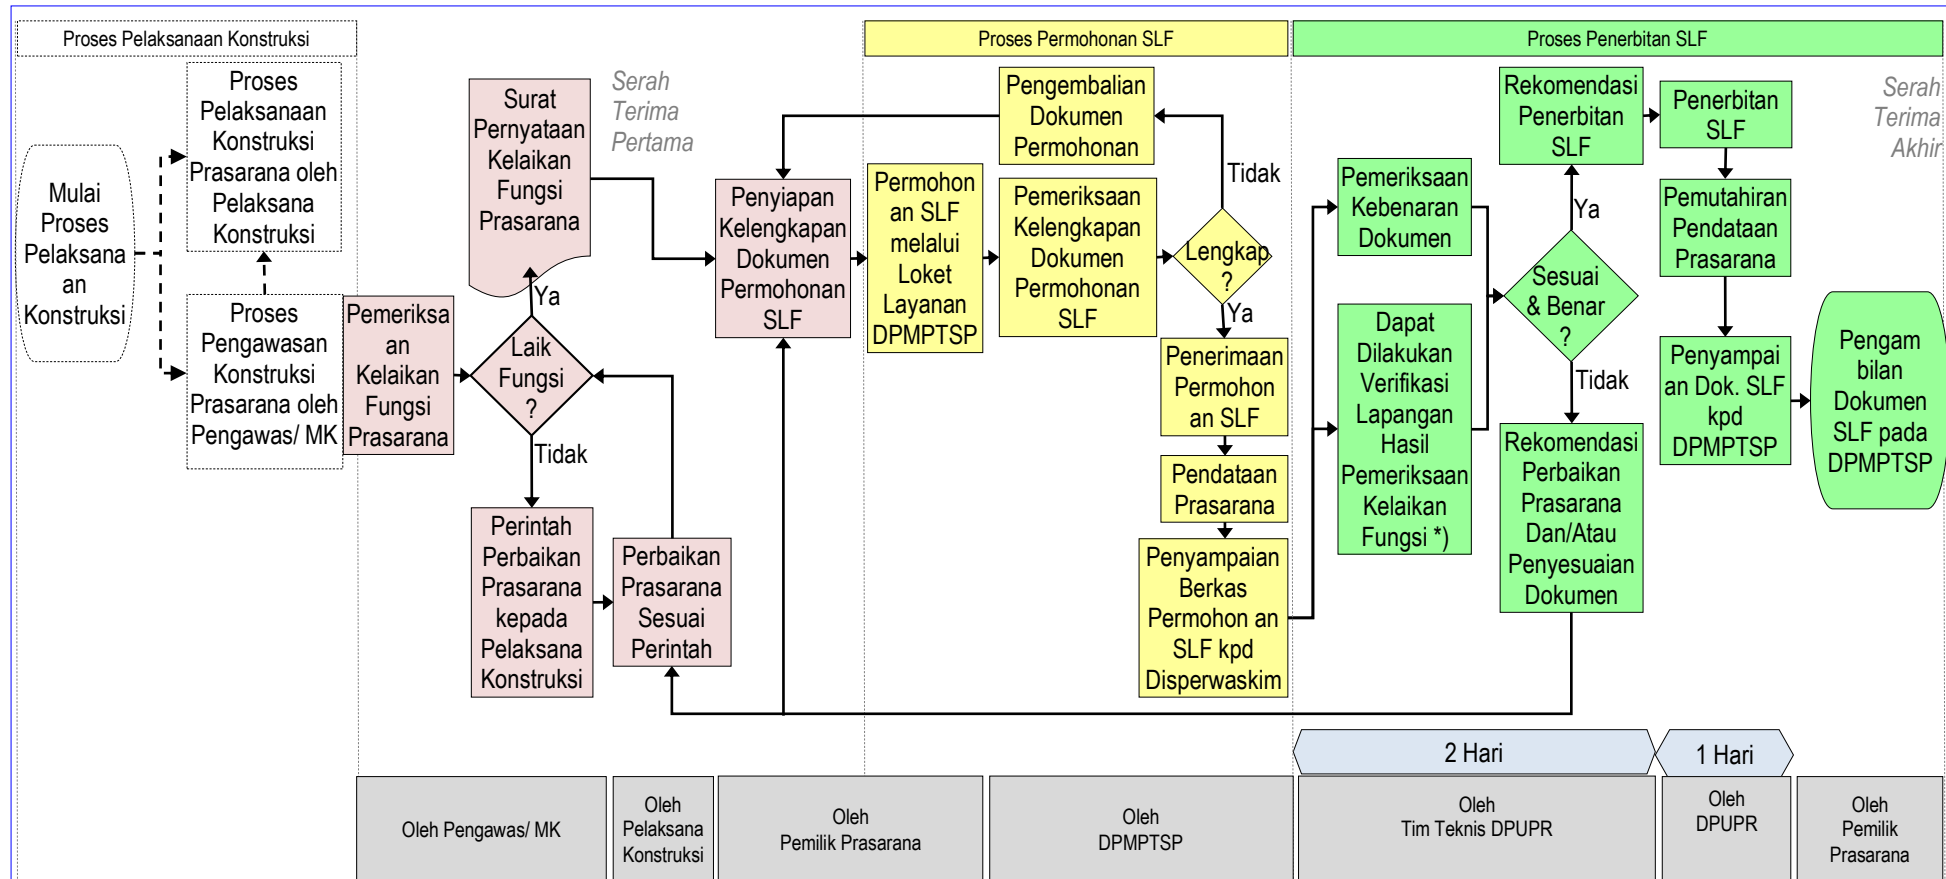 Proses Pelaksanaan Konstruksi
Proses Permohonan SLF
Proses Penerbitan SLF
Mulai
Proses
Pelaksana
an
Konstruksi
Proses
Pelaksanaan
Konstruksi
Prasarana oleh
Pelaksana
Konstruksi
Proses
Pengawasan
Konstruksi
Prasarana oleh
Pengawas/ MK
Pemeriksa
an
Kelaikan
Fungsi
Prasarana
Surat
Pernyataan
Kelaikan
Fungsi
Prasarana
Serah
Terima
Pertama
Ya
Laik
Fungsi
?
Tidak
Perintah
Perbaikan
Prasarana
kepada
Pelaksana
Konstruksi
Perbaikan
Prasarana
Sesuai
Perintah
Penyiapan
Kelengkapan
Dokumen
Permohonan
SLF
Pengembalian
Dokumen
Permohonan
Permohon
an SLF
melalui
Loket
Layanan
DPMPTSP
Pemeriksaan
Kelengkapan
Dokumen
Permohonan
SLF
Tidak
Lengkap
?
Ya
Penerimaan
Permohon
an SLF
Pendataan
Prasarana
Penyampaian
Berkas
Permohon an
SLF kpd
Disperwaskim
Pemeriksaan
Kebenaran
Dokumen
Dapat
Dilakukan
Verifikasi
Lapangan
Hasil
Pemeriksaan
Kelaikan
Fungsi *)
Rekomendasi
Penerbitan
SLF
Ya
Sesuai
& Benar
?
Tidak
Rekomendasi
Perbaikan
Prasarana
Dan/Atau
Penyesuaian
Dokumen
Penerbitan
SLF
Pemutahiran
Pendataan
Prasarana
Penyampai
an Dok. SLF
kpd
DPMPTSP
Serah
Terima
Akhir
Pengam
bilan
Dokumen
SLF pada
DPMPTSP
2 Hari
1 Hari
Oleh Pengawas/ MK
Oleh
Pelaksana
Konstruksi
Oleh
Pemilik Prasarana
Oleh
DPMPTSP
Oleh
Tim Teknis DPUPR
Oleh
DPUPR
Oleh
Pemilik
Prasarana